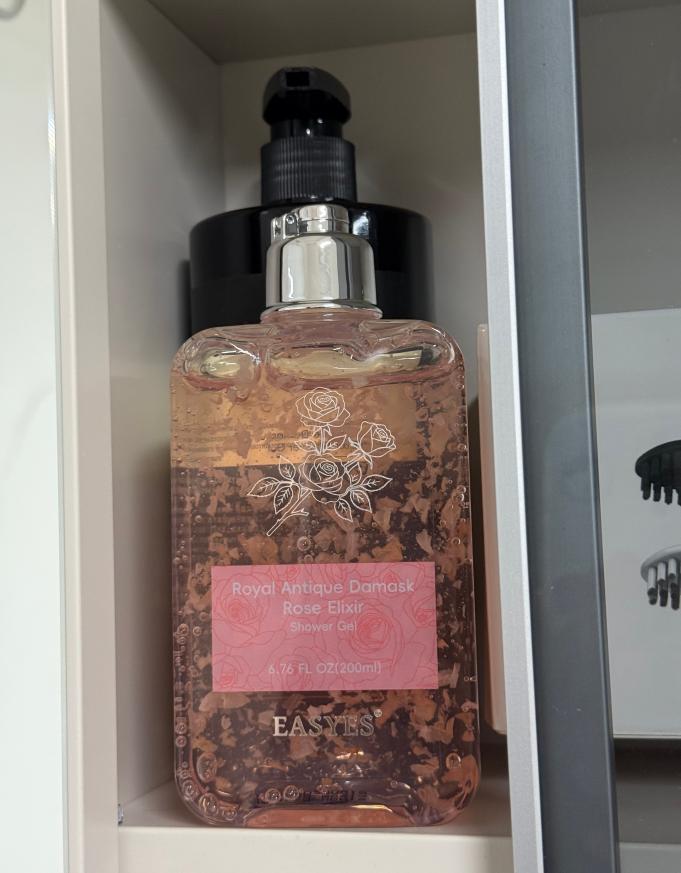 Royal Antique Damask
Rose Elixir
Shower Gel
6.76 FL OZ(200ml)
EASYES